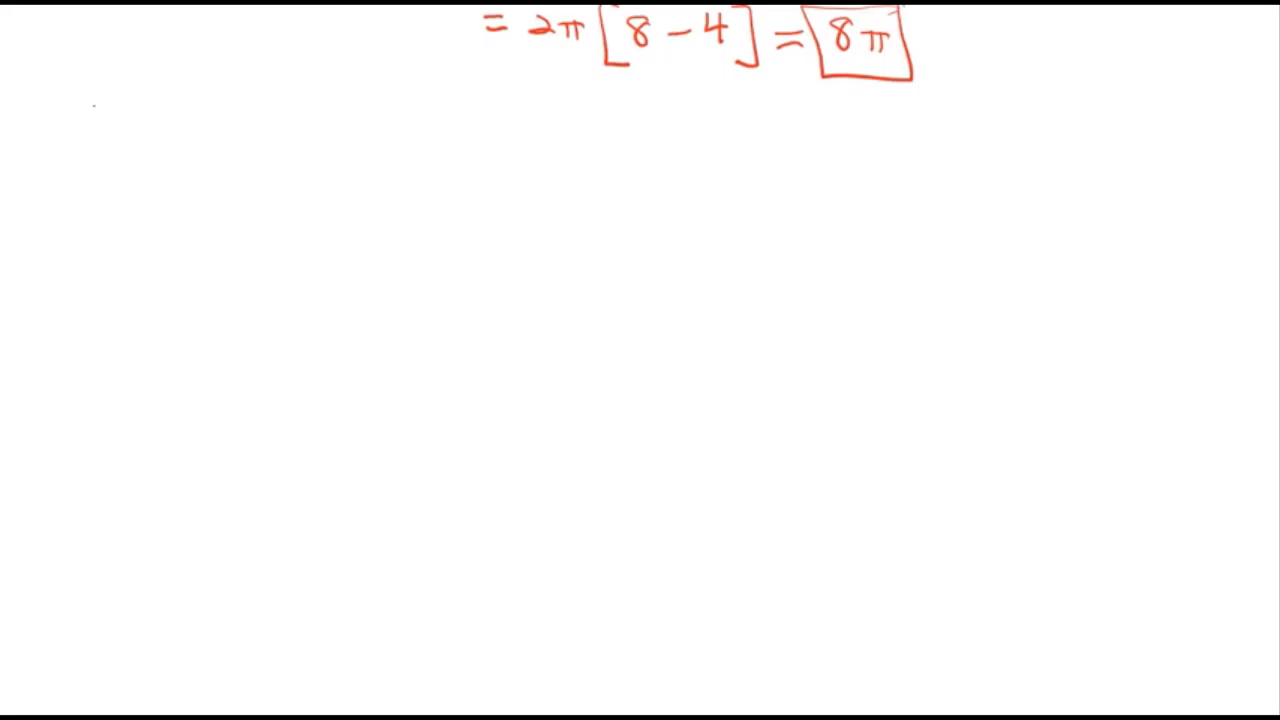 = 2π [8 - 4] = 8π